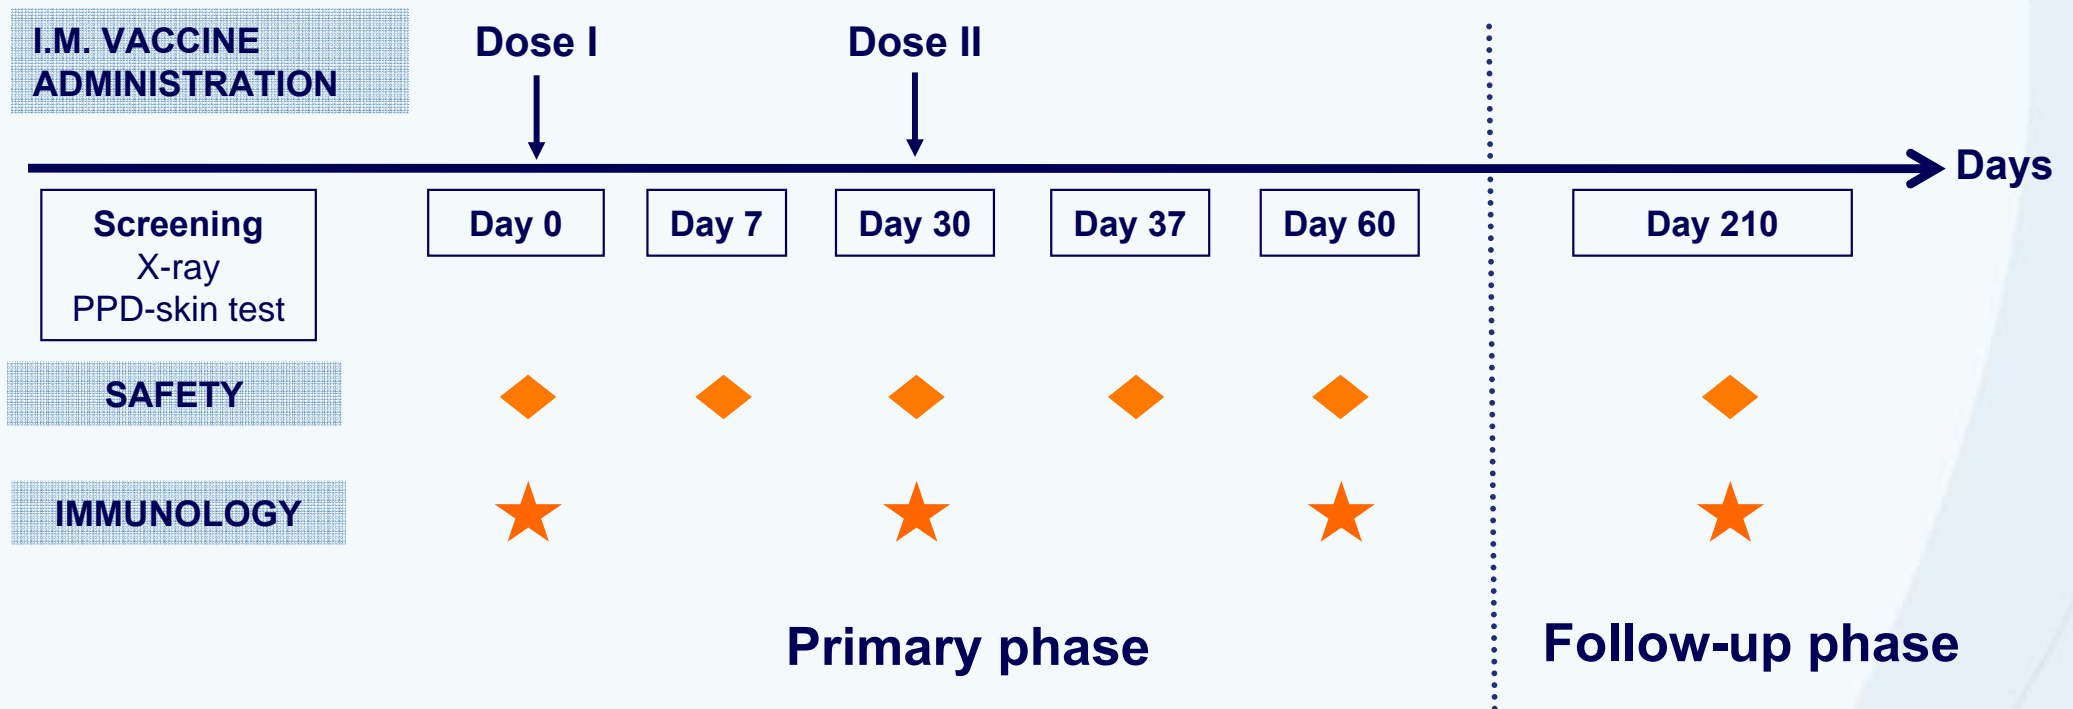 I.M. VACCINE
ADMINISTRATION
Dose I
Dose II
Days
Screening
X-ray
PPD-skin test
Day 0
Day 7
Day 30
Day 37
Day 60
Day 210
SAFETY
IMMUNOLOGY
Primary phase
Follow-up phase